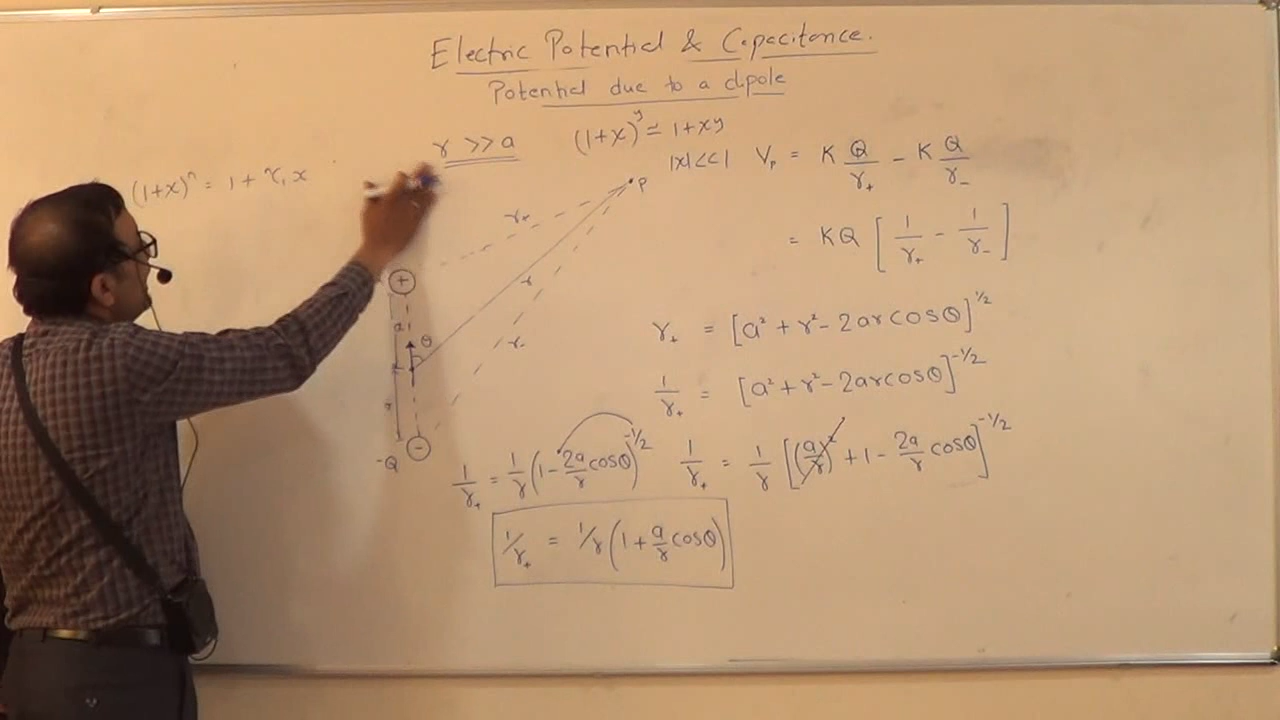 Electric Potential & Capacitance.
Potential due to a dipole
r >> a
(1+x)^y ≃ 1+xy
|x|<<1
V_P = K Q/r₊ - K Q/r₋
(1+x)^n = 1 +
= KQ [1/r₊ - 1/r₋]
P
r₊
r
r₋
+
a
θ
-
-Q
r₊ = [a² + r² - 2ar cosθ]^1/2
1/r₊ = [a² + r² - 2ar cosθ]^-1/2
1/r₊ = 1/r [(a/r)² + 1 - 2a/r cosθ]^-1/2
1/r₊ = 1/r (1 - 2a/r cosθ)^-1/2
1/r₊ = 1/r (1 + a/r cosθ)